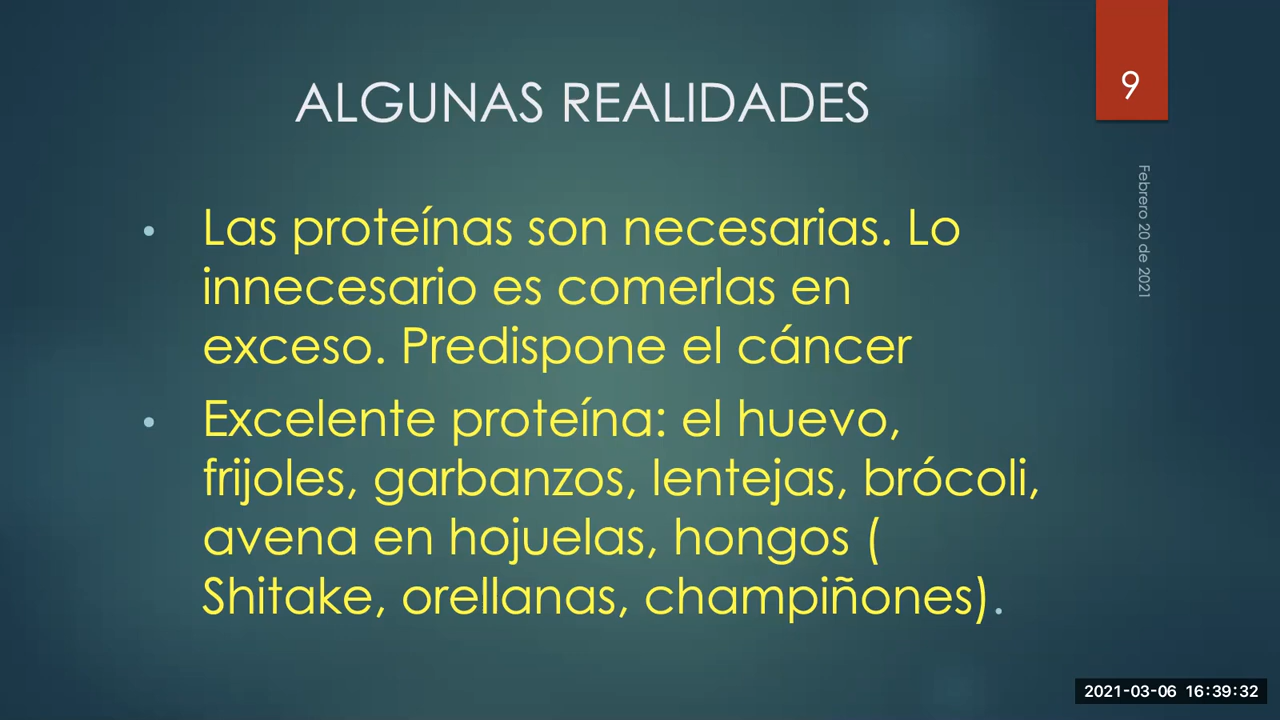 ALGUNAS REALIDADES
9
Febrero 20 de 2021
• Las proteínas son necesarias. Lo
innecesario es comerlas en
exceso. Predispone el cáncer
• Excelente proteína: el huevo,
frijoles, garbanzos, lentejas, brócoli,
avena en hojuelas, hongos (
Shitake, orellanas, champiñones).
2021-03-06 16:39:32